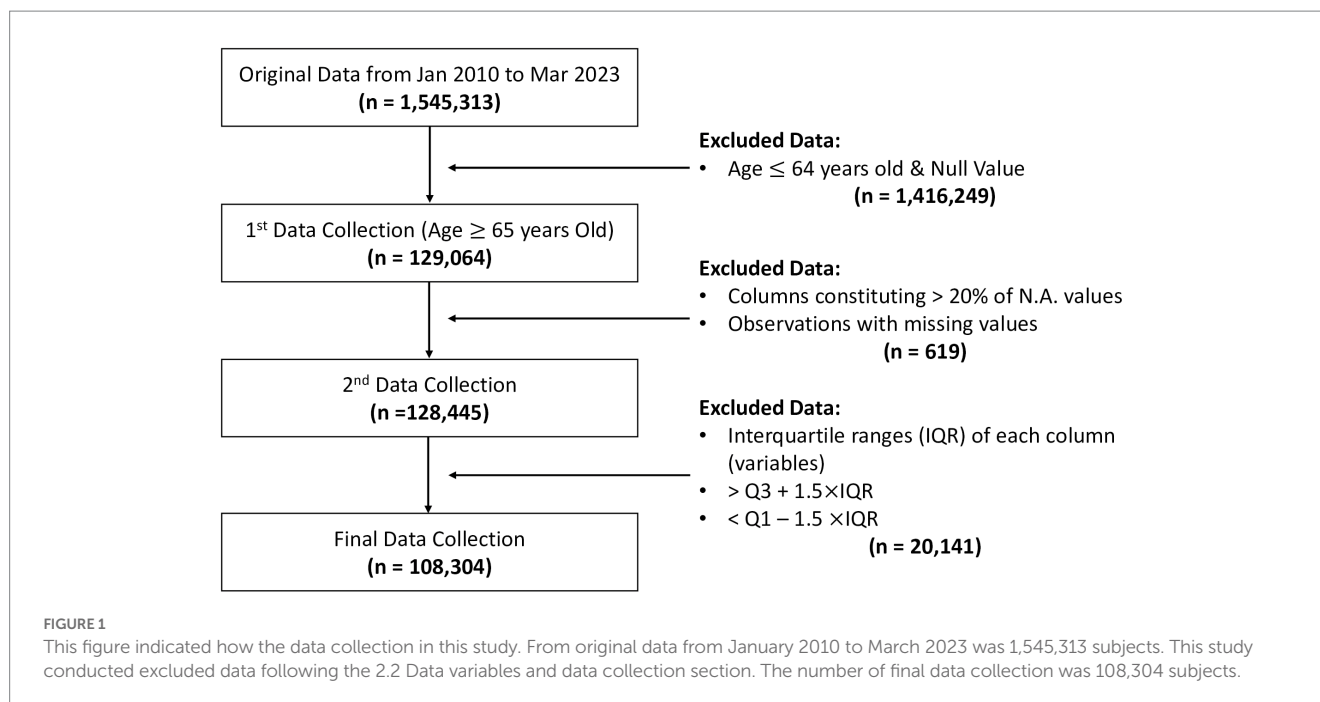 Original Data from Jan 2010 to Mar 2023
(n = 1,545,313)
Excluded Data:
• Age ≤ 64 years old & Null Value
(n = 1,416,249)
1st Data Collection (Age ≥ 65 years Old)
(n = 129,064)
Excluded Data:
• Columns constituting > 20% of N.A. values
• Observations with missing values
(n = 619)
2nd Data Collection
(n =128,445)
Excluded Data:
• Interquartile ranges (IQR) of each column
(variables)
• > Q3 + 1.5×IQR
• < Q1 – 1.5 ×IQR
(n = 20,141)
Final Data Collection
(n = 108,304)
FIGURE 1
This figure indicated how the data collection in this study. From original data from January 2010 to March 2023 was 1,545,313 subjects. This study
conducted excluded data following the 2.2 Data variables and data collection section. The number of final data collection was 108,304 subjects.